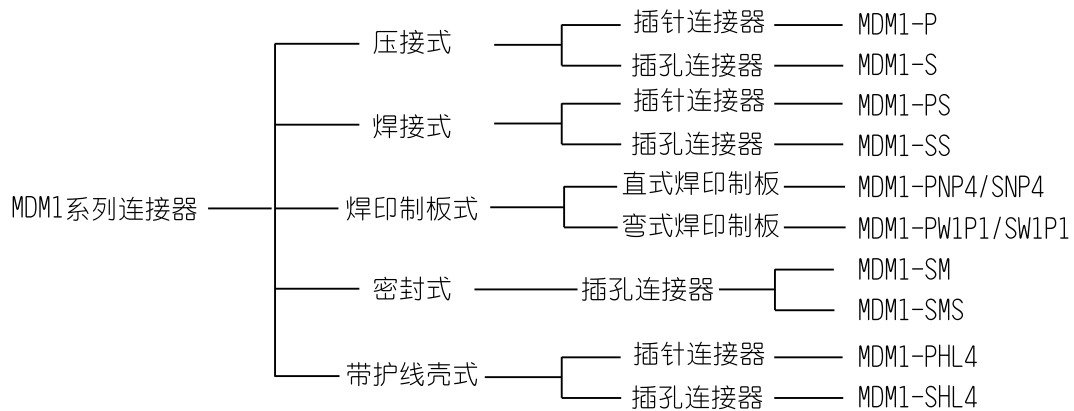 压接式 插针连接器 MDM1-P
插孔连接器 MDM1-S
焊接式 插针连接器 MDM1-PS
插孔连接器 MDM1-SS
MDM1系列连接器 焊印制板式 直式焊印制板 MDM1-PNP4/SNP4
弯式焊印制板 MDM1-PW1P1/SW1P1
密封式 插孔连接器 MDM1-SM
MDM1-SMS
带护线壳式 插针连接器 MDM1-PHL4
插孔连接器 MDM1-SHL4